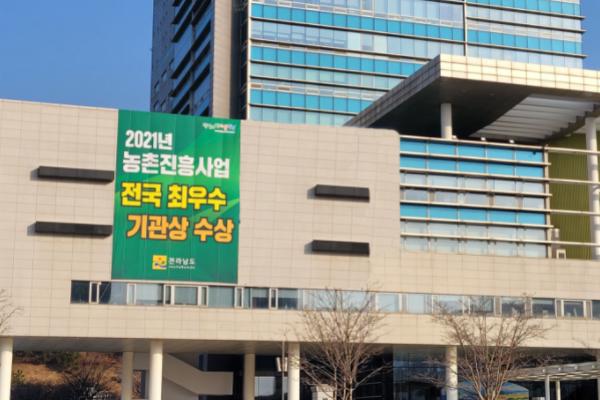 2021년
농촌진흥사업
전국 최우수
기관상 수상
전라남도